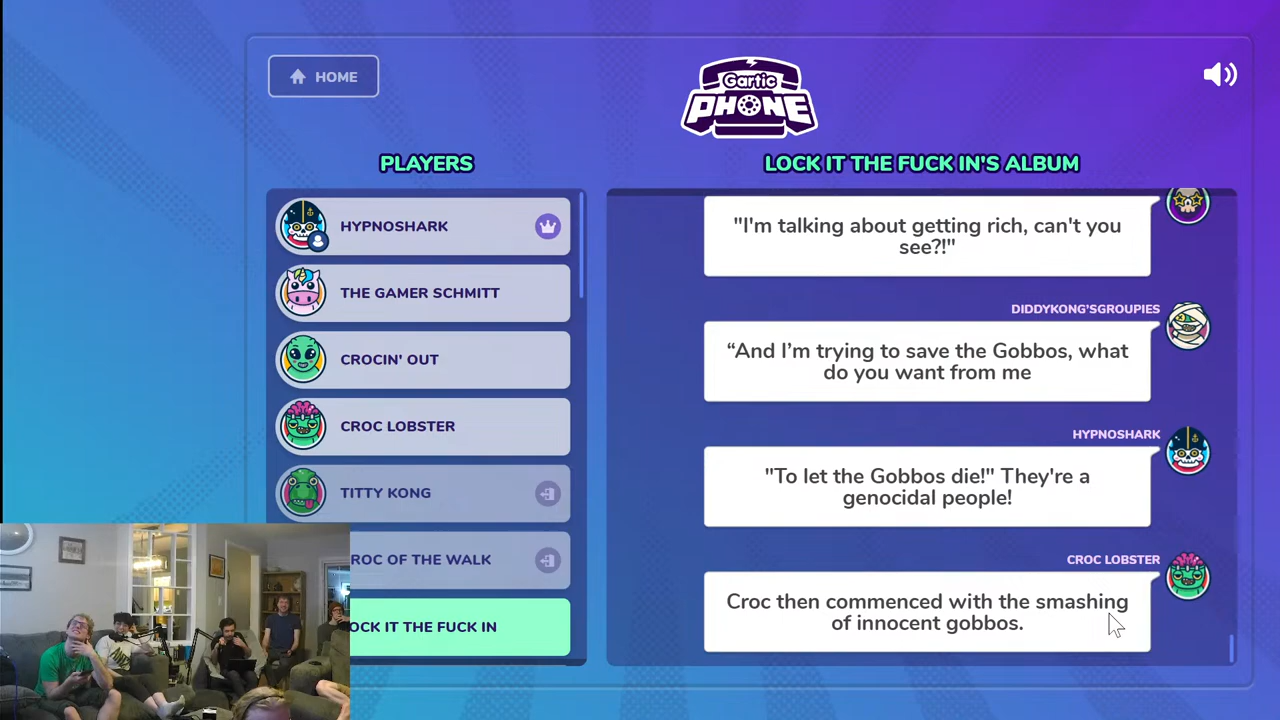 HOME
Gartic
PHONE
PLAYERS
HYPNOSHARK
THE GAMER SCHMITT
CROCIN' OUT
CROC LOBSTER
TITTY KONG
ROC OF THE WALK
OCK IT THE FUCK IN
LOCK IT THE FUCK IN'S ALBUM
"I'm talking about getting rich, can't you
see?!"
DIDDYKONG'SGROUPIES
“And I’m trying to save the Gobbos, what
do you want from me
HYPNOSHARK
"To let the Gobbos die!" They're a
genocidal people!
CROC LOBSTER
Croc then commenced with the smashing
of innocent gobbos.